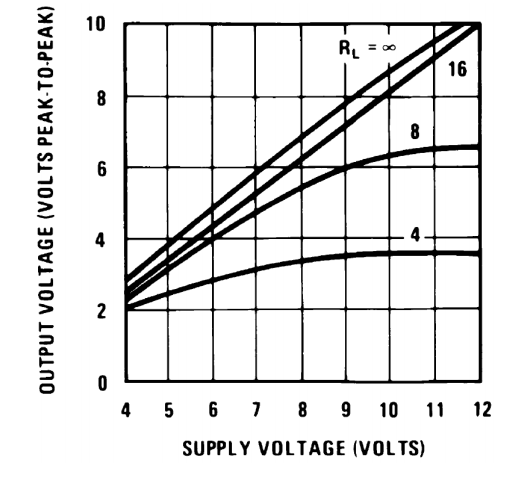 OUTPUT VOLTAGE (VOLTS PEAK-TO-PEAK)
10
8
6
4
2
0
R_L = ∞
16
8
4
4 5 6 7 8 9 10 11 12
SUPPLY VOLTAGE (VOLTS)